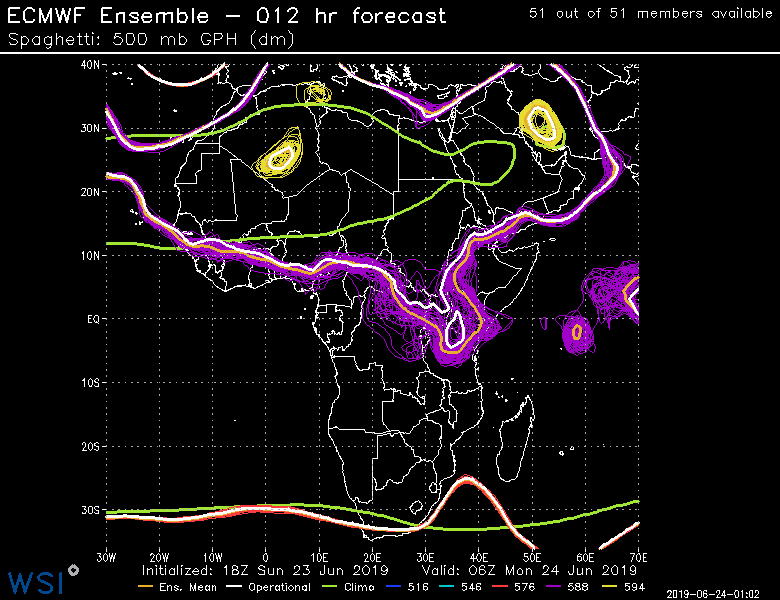 ECMWF Ensemble – 012 hr forecast
51 out of 51 members available
Spaghetti: 500 mb GPH (dm)
40N
30N
20N
10N
EQ
10S
20S
30S
30W 20W 10W 0 10E 20E 30E 40E 50E 60E 70E
Initialized: 18Z Sun 23 Jun 2019 Valid: 06Z Mon 24 Jun 2019
Ens. Mean Operational Climo 516 546 576 588 594
WSI
2019-06-24-01:02